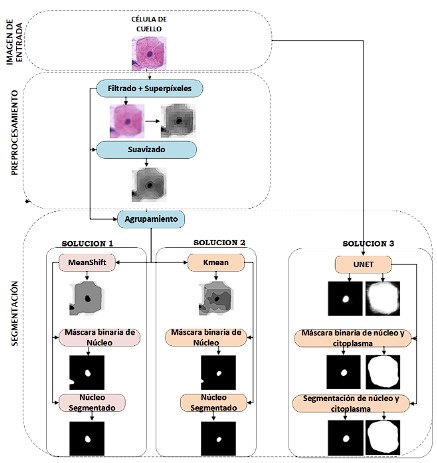 IMAGEN DE
ENTRADA
CÉLULA DE
CUELLO
PREPROCESAMIENTO
Filtrado + Superpíxeles
Suavizado
SEGMENTACIÓN
Agrupamiento
SOLUCION 1
MeanShift
Máscara binaria de
Núcleo
Núcleo
Segmentado
SOLUCION 2
Kmean
Máscara binaria de
Núcleo
Núcleo
Segmentado
SOLUCION 3
UNET
Máscara binaria de núcleo y
citoplasma
Segmentación de núcleo y
citoplasma